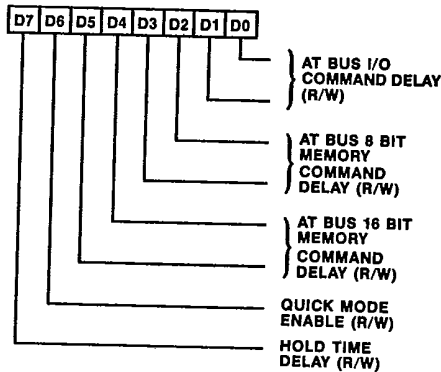 D7 D6 D5 D4 D3 D2 D1 D0
AT BUS I/O
COMMAND DELAY
(R/W)
AT BUS 8 BIT
MEMORY
COMMAND
DELAY (R/W)
AT BUS 16 BIT
MEMORY
COMMAND
DELAY (R/W)
QUICK MODE
ENABLE (R/W)
HOLD TIME
DELAY (R/W)